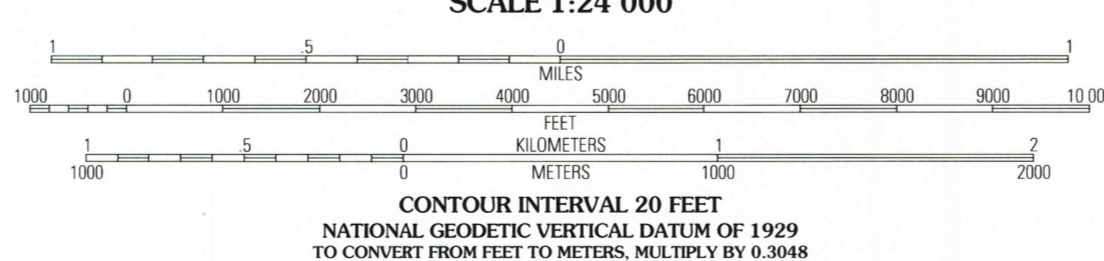 SCALE 1:24 000
1 .5 0 1
MILES
1000 0 1000 2000 3000 4000 5000 6000 7000 8000 9000 10 00
FEET
1 .5 0 KILOMETERS 1 2
1000 0 METERS 1000 2000
CONTOUR INTERVAL 20 FEET
NATIONAL GEODETIC VERTICAL DATUM OF 1929
TO CONVERT FROM FEET TO METERS, MULTIPLY BY 0.3048